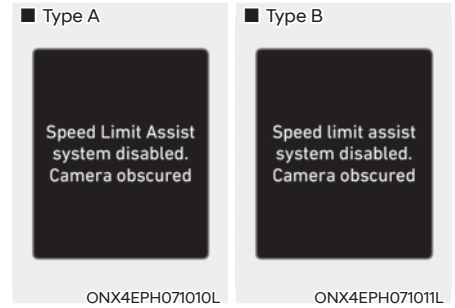 ■ Type A
Speed Limit Assist
system disabled.
Camera obscured
ONX4EPH071010L
■ Type B
Speed limit assist
system disabled.
Camera obscured
ONX4EPH071011L